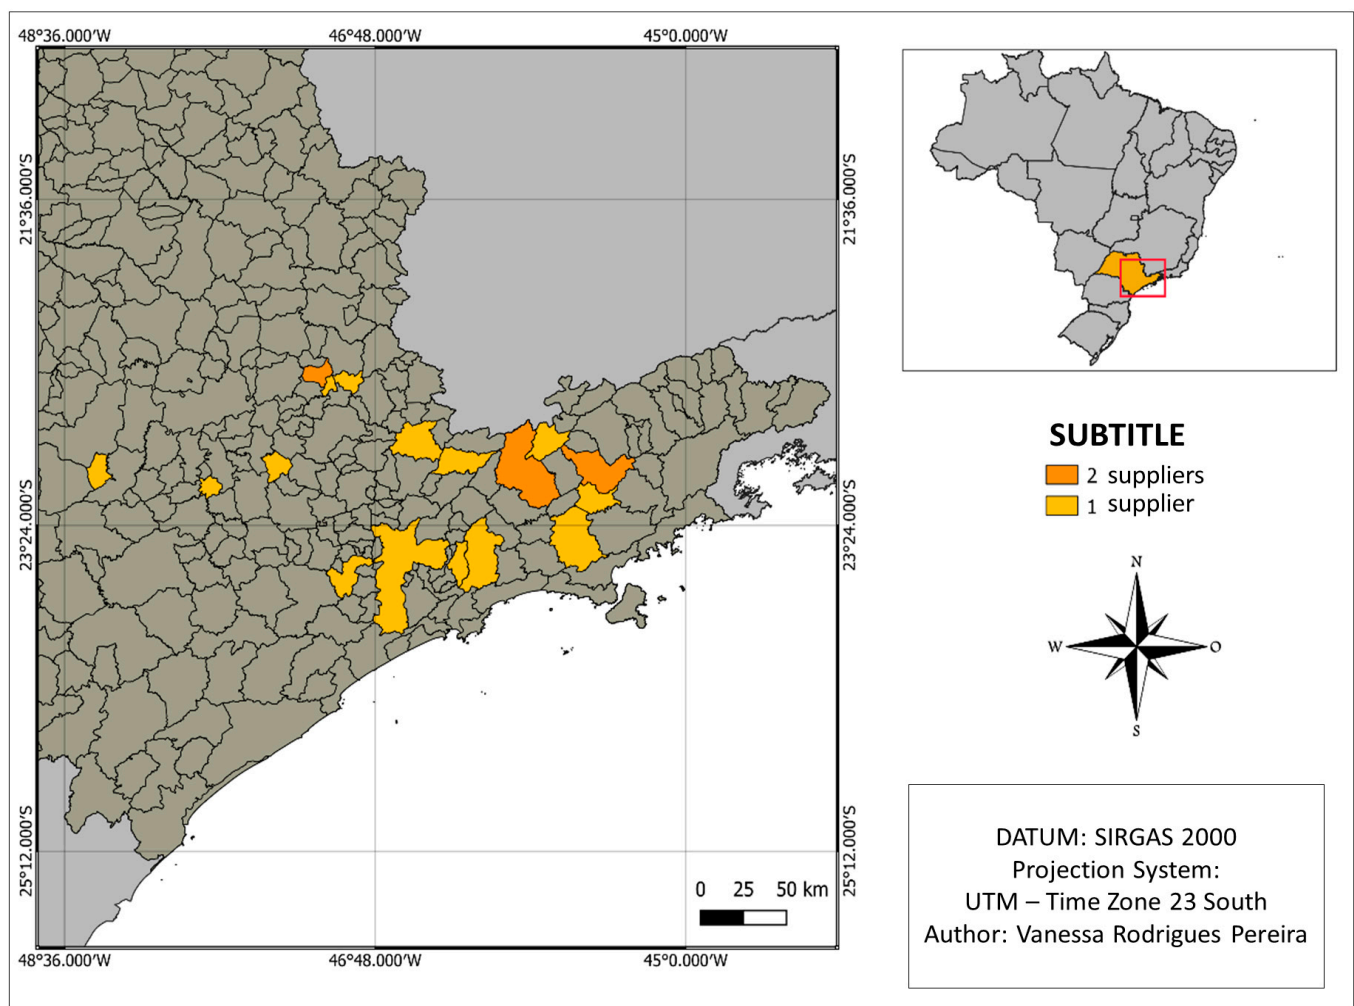 48°36.000′W 46°48.000′W 45°0.000′W
21°36.000′S 21°36.000′S
23°24.000′S 23°24.000′S
25°12.000′S 25°12.000′S
0 25 50 km
48°36.000′W 46°48.000′W 45°0.000′W
SUBTITLE
2 suppliers
1 supplier
N
W O
S
DATUM: SIRGAS 2000
Projection System:
UTM – Time Zone 23 South
Author: Vanessa Rodrigues Pereira